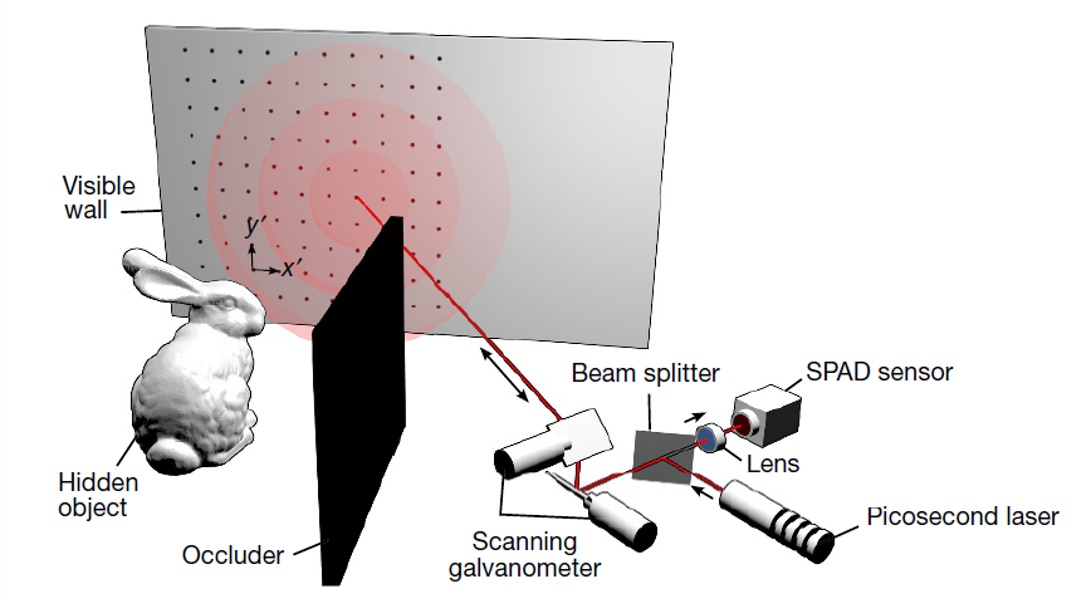 Visible
wall
y′
x′
Beam splitter
SPAD sensor
Lens
Hidden
object
Picosecond laser
Occluder
Scanning
galvanometer